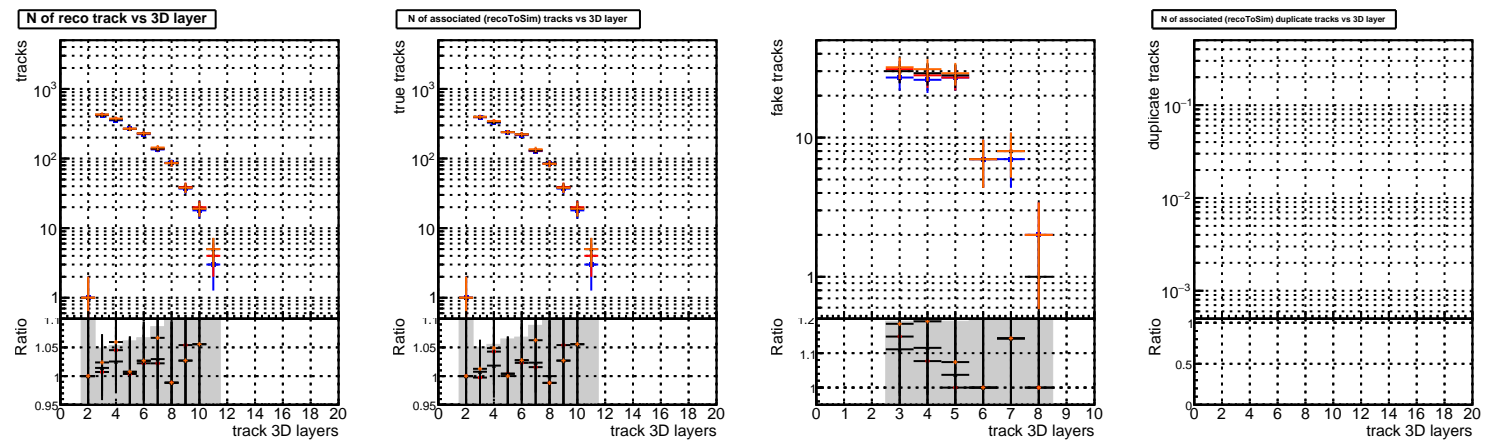 N of reco track vs 3D layer
tracks
10³
10²
10
1
Ratio
1.1
1.05
1
0.95
0 2 4 6 8 10 12 14 16 18 20
track 3D layers
N of associated (recoToSim) tracks vs 3D layer
true tracks
10³
10²
10
1
Ratio
1.1
1.05
1
0.95
0 2 4 6 8 10 12 14 16 18 20
track 3D layers
fake tracks
10
1
Ratio
1.2
1.1
1
0 1 2 3 4 5 6 7 8 9 10
track 3D layers
N of associated (recoToSim) duplicate tracks vs 3D layer
duplicate tracks
10⁻¹
10⁻²
10⁻³
Ratio
1
0.5
0
0 2 4 6 8 10 12 14 16 18 20
track 3D layers